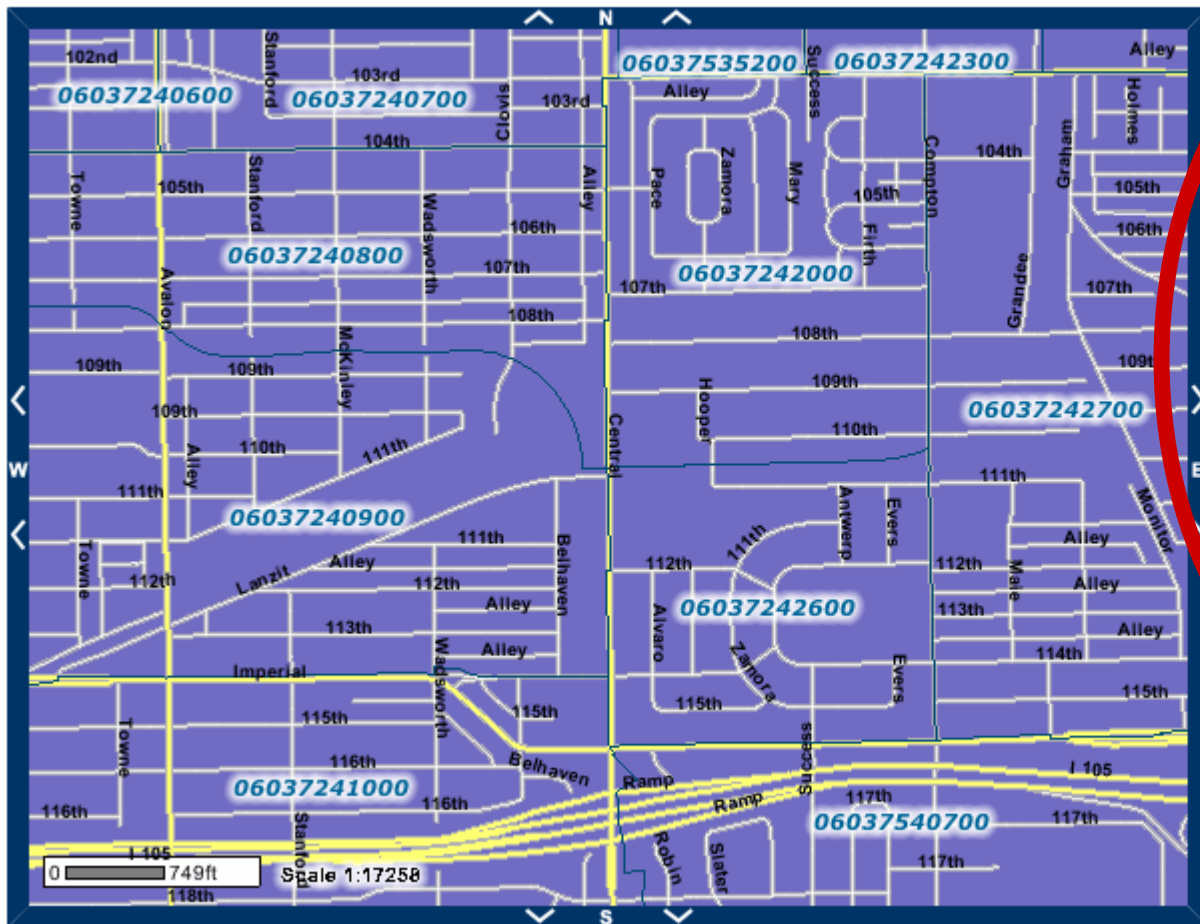 N
102nd
Stanford
103rd
06037240600
06037240700
Clovis
103rd
104th
06037535200
Success
06037242300
Alley
Alley
Holmes
Graham
Compton
104th
Towne
105th
Stanford
Alley
Pace
Zamora
Mary
105th
105th
Wadsworth
106th
Firth
106th
06037240800
107th
06037242000
107th
107th
Avalon
108th
Grandee
108th
McKinley
109th
109th
109th
109th
Hooper
109th
06037242700
110th
Central
110th
111th
W
E
Alley
111th
111th
Antwerp
Evers
Monitor
06037240900
111th
111th
Alley
Towne
Belhaven
112th
Lanzit
Alley
112th
112th
112th
Male
Alley
Alley
06037242600
113th
113th
Alvaro
Alley
Alley
Wadsworth
Zamora
114th
Imperial
Evers
115th
Towne
115th
115th
115th
Success
116th
Belhaven
Ramp
I 105
06037241000
116th
Ramp
117th
116th
Stanford
06037540700
117th
I 105
Robin
Slater
117th
0 749ft
Scale 1:17258
118th
S